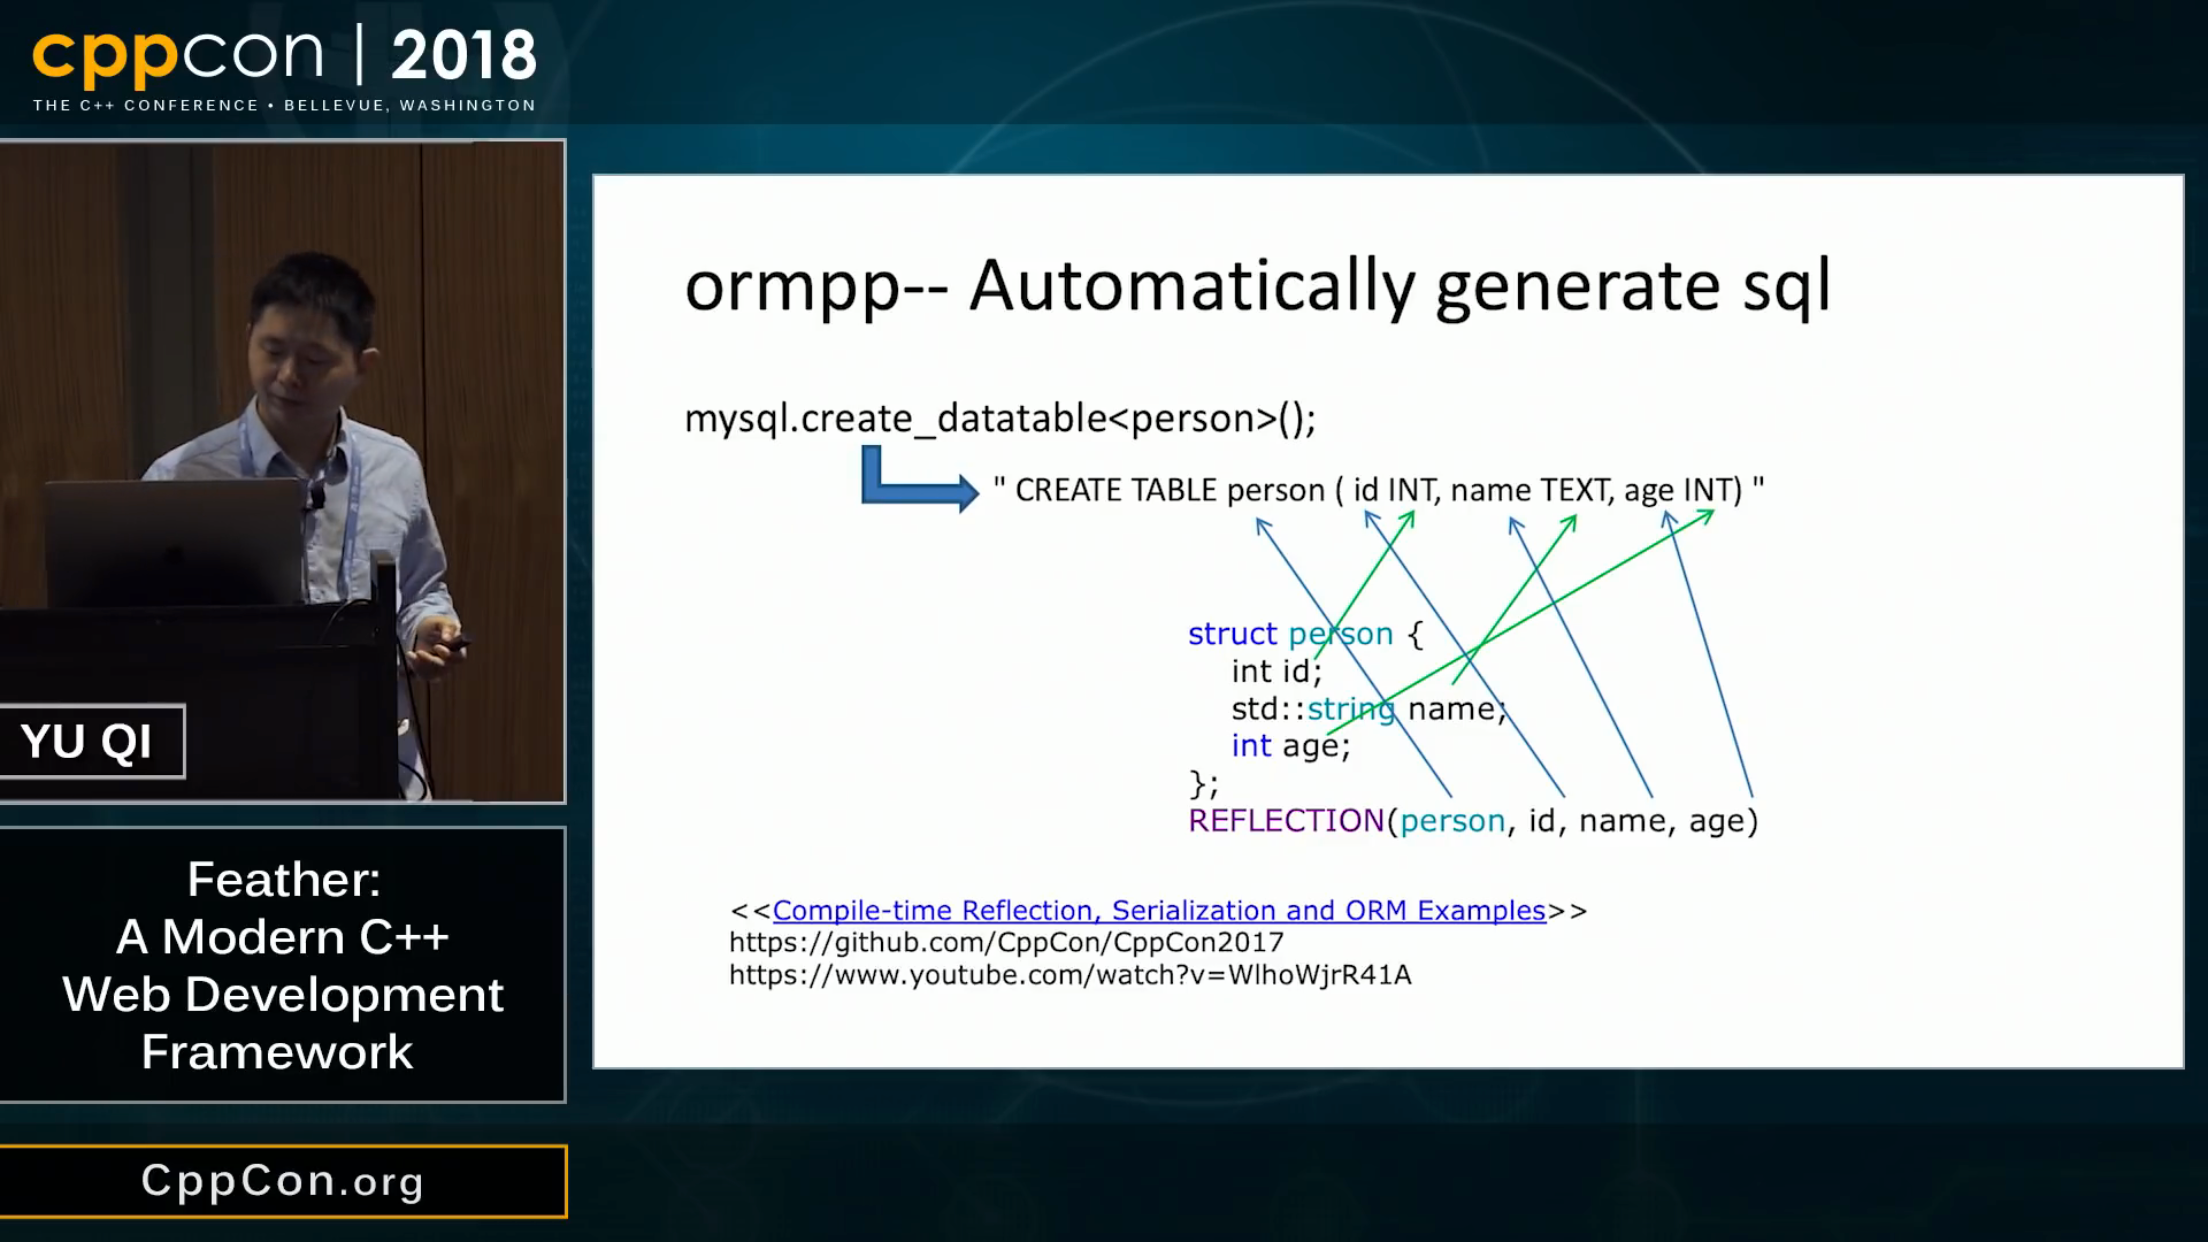 cppcon | 2018
THE C++ CONFERENCE • BELLEVUE, WASHINGTON
YU QI
Feather:
A Modern C++
Web Development
Framework
CppCon.org
ormpp-- Automatically generate sql
mysql.create_datatable<person>();
" CREATE TABLE person ( id INT, name TEXT, age INT) "
struct person {
int id;
std::string name;
int age;
};
REFLECTION(person, id, name, age)
<<Compile-time Reflection, Serialization and ORM Examples>>
https://github.com/CppCon/CppCon2017
https://www.youtube.com/watch?v=WlhoWjrR41A